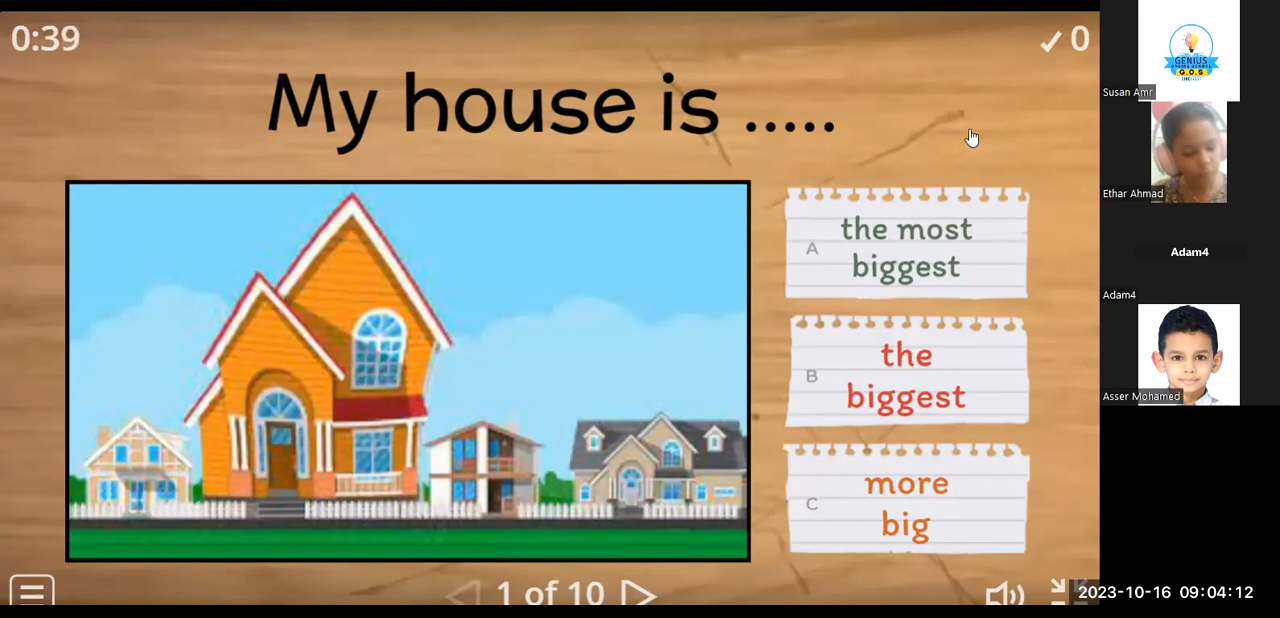 0:39
✓ 0
My house is .....
A
the most
biggest
B
the
biggest
C
more
big
1 of 10
GENIUS
G.O.S
Susan Amr
Ethar Ahmad
Adam4
Adam4
Asser Mohamed
2023-10-16 09:04:12